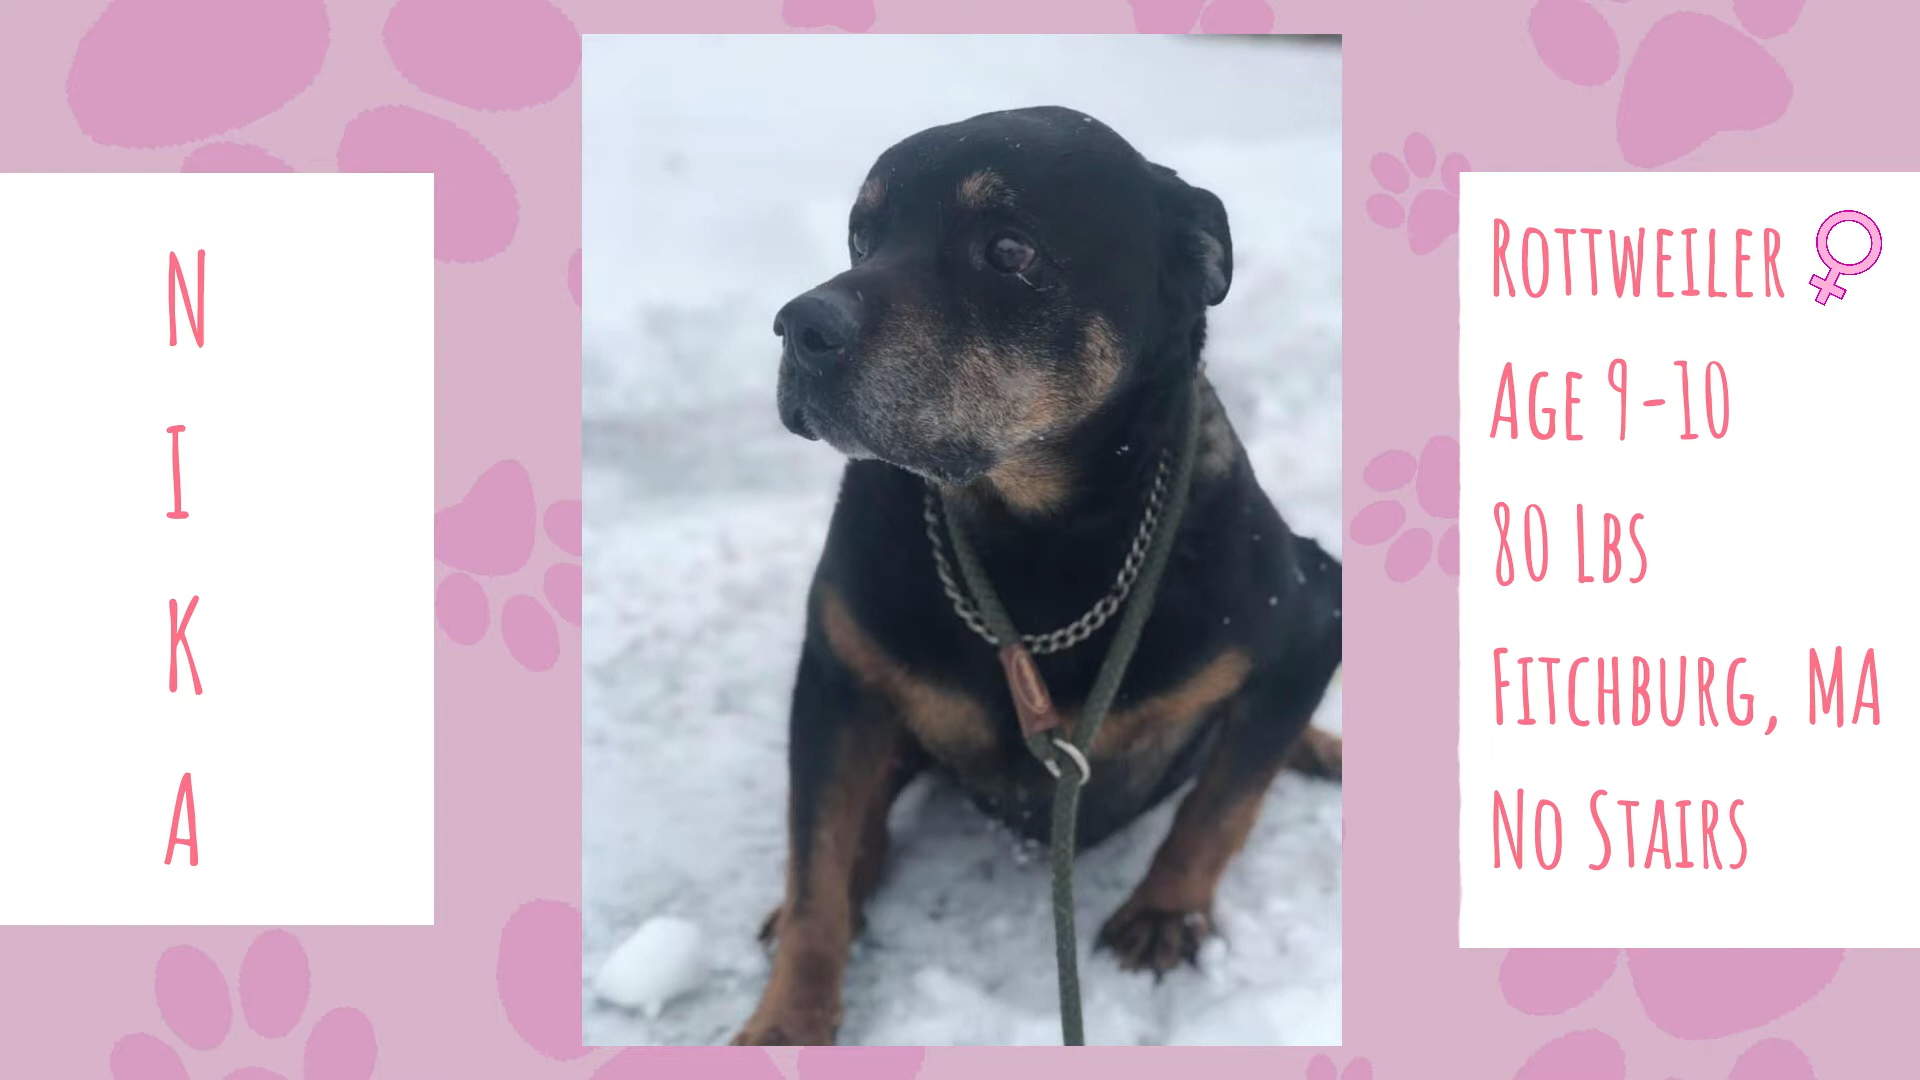 N
I
K
A
Rottweiler
Age 9-10
80 Lbs
Fitchburg, MA
No Stairs